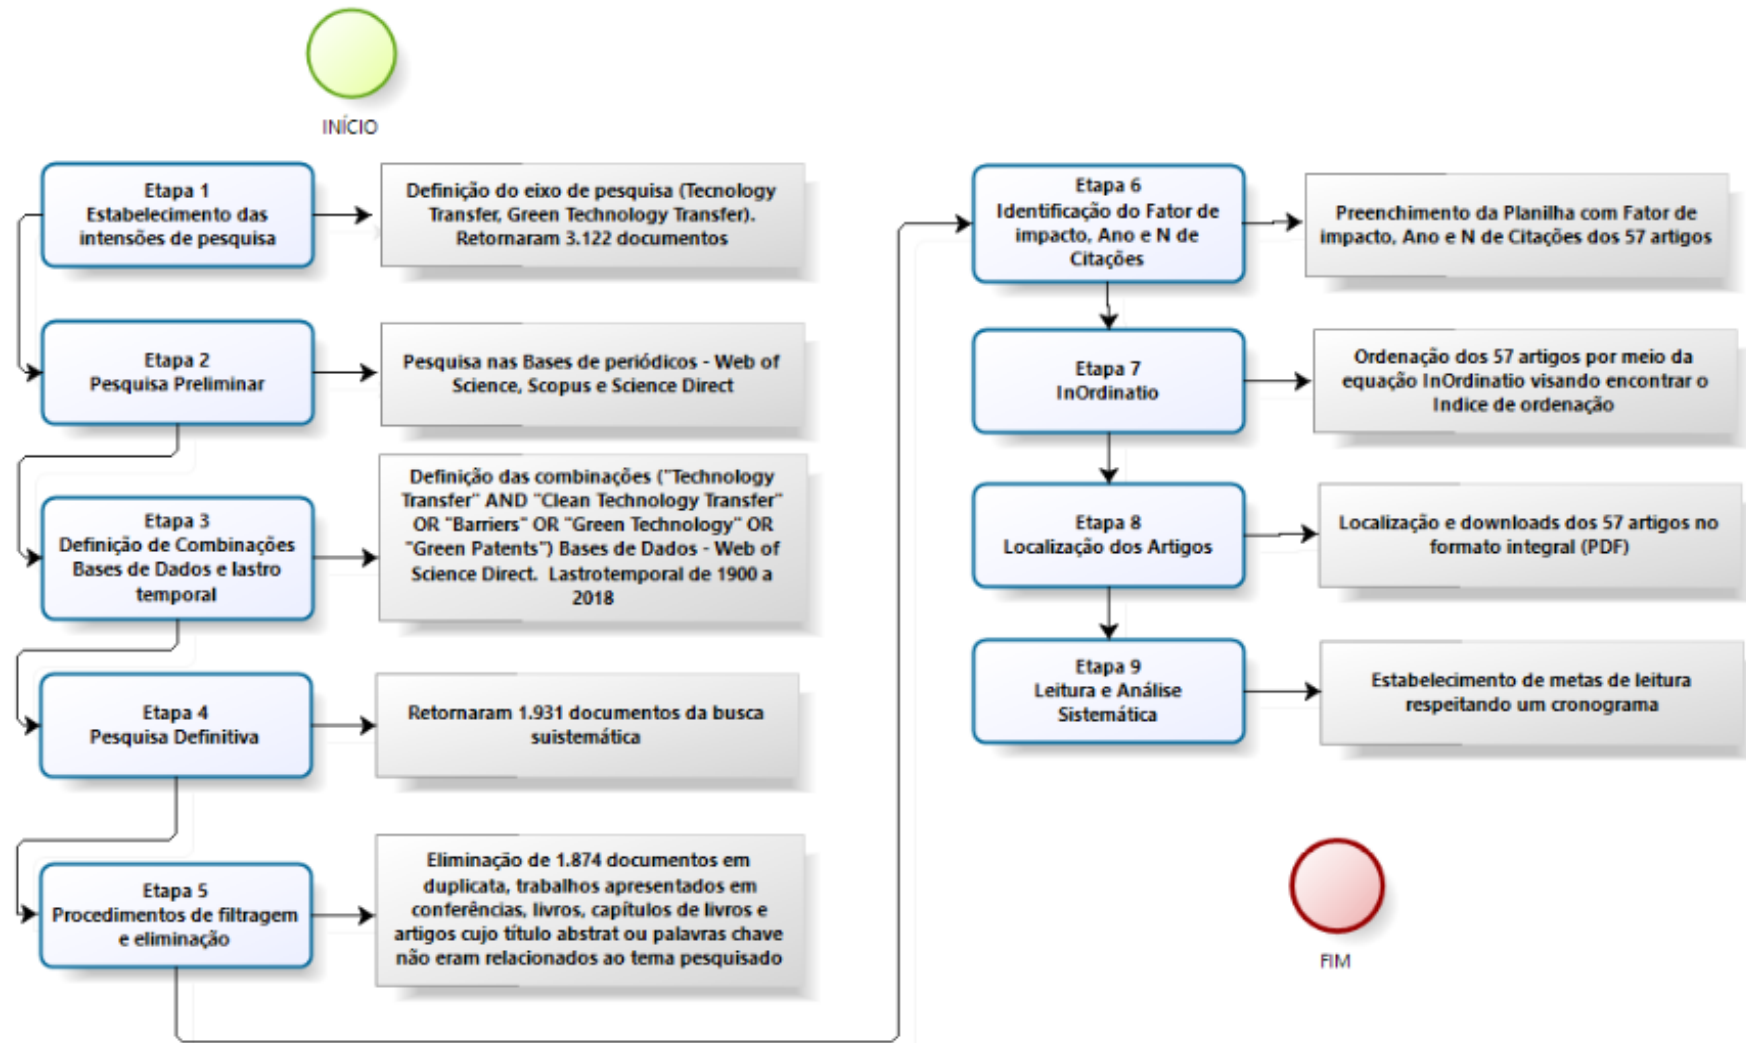 INÍCIO
Etapa 1
Estabelecimento das
intensões de pesquisa
Definição do eixo de pesquisa (Tecnology
Transfer, Green Technology Transfer).
Retornaram 3.122 documentos
Etapa 2
Pesquisa Preliminar
Pesquisa nas Bases de periódicos - Web of
Science, Scopus e Science Direct
Etapa 3
Definição de Combinações
Bases de Dados e lastro
temporal
Definição das combinações ("Technology
Transfer" AND "Clean Technology Transfer"
OR "Barriers" OR "Green Technology" OR
"Green Patents") Bases de Dados - Web of
Science Direct. Lastrotemporal de 1900 a
2018
Etapa 4
Pesquisa Definitiva
Retornaram 1.931 documentos da busca
suistemática
Etapa 5
Procedimentos de filtragem
e eliminação
Eliminação de 1.874 documentos em
duplicata, trabalhos apresentados em
conferências, livros, capítulos de livros e
artigos cujo título abstrat ou palavras chave
não eram relacionados ao tema pesquisado
Etapa 6
Identificação do Fator de
impacto, Ano e N de
Citações
Preenchimento da Planilha com Fator de
impacto, Ano e N de Citações dos 57 artigos
Etapa 7
InOrdinatio
Ordenação dos 57 artigos por meio da
equação InOrdinatio visando encontrar o
Indice de ordenação
Etapa 8
Localização dos Artigos
Localização e downloads dos 57 artigos no
formato integral (PDF)
Etapa 9
Leitura e Análise
Sistemática
Estabelecimento de metas de leitura
respeitando um cronograma
FIM